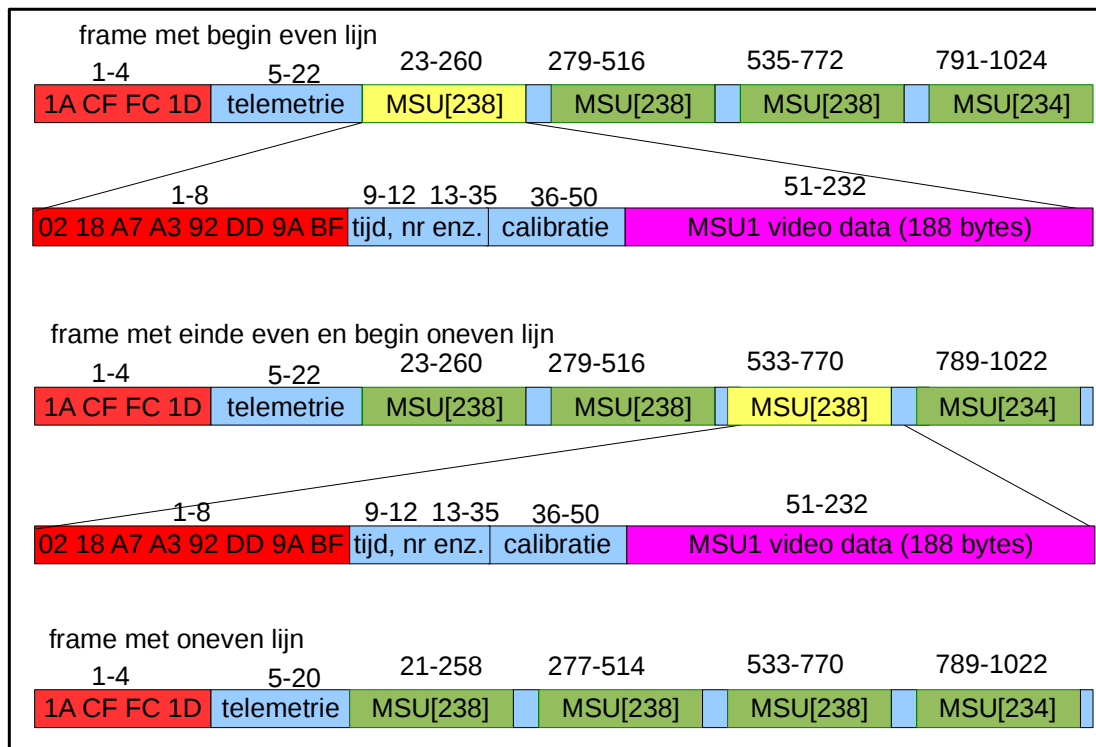 frame met begin even lijn
1-4 5-22 23-260 279-516 535-772 791-1024
1A CF FC 1D telemetrie MSU[238] MSU[238] MSU[238] MSU[234]
1-8 9-12 13-35 36-50 51-232
02 18 A7 A3 92 DD 9A BF tijd, nr enz. calibratie MSU1 video data (188 bytes)
frame met einde even en begin oneven lijn
1-4 5-22 23-260 279-516 533-770 789-1022
1A CF FC 1D telemetrie MSU[238] MSU[238] MSU[238] MSU[234]
1-8 9-12 13-35 36-50 51-232
02 18 A7 A3 92 DD 9A BF tijd, nr enz. calibratie MSU1 video data (188 bytes)
frame met oneven lijn
1-4 5-20 21-258 277-514 533-770 789-1022
1A CF FC 1D telemetrie MSU[238] MSU[238] MSU[238] MSU[234]